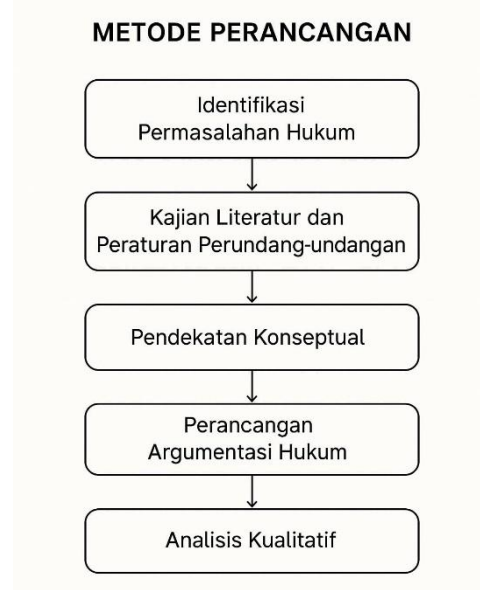 METODE PERANCANGAN
Identifikasi
Permasalahan Hukum
Kajian Literatur dan
Peraturan Perundang-undangan
Pendekatan Konseptual
Perancangan
Argumentasi Hukum
Analisis Kualitatif